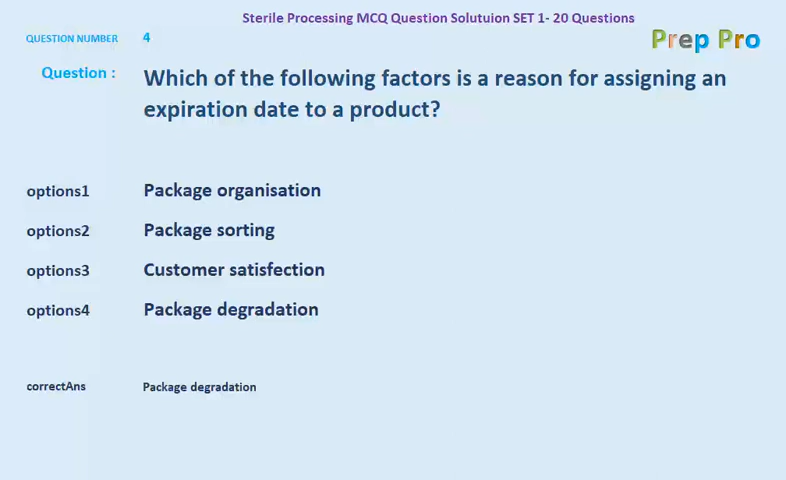 Sterile Processing MCQ Question Solutuion SET 1- 20 Questions
QUESTION NUMBER 4
Prep Pro
Question : Which of the following factors is a reason for assigning an
expiration date to a product?
options1 Package organisation
options2 Package sorting
options3 Customer satisfection
options4 Package degradation
correctAns Package degradation